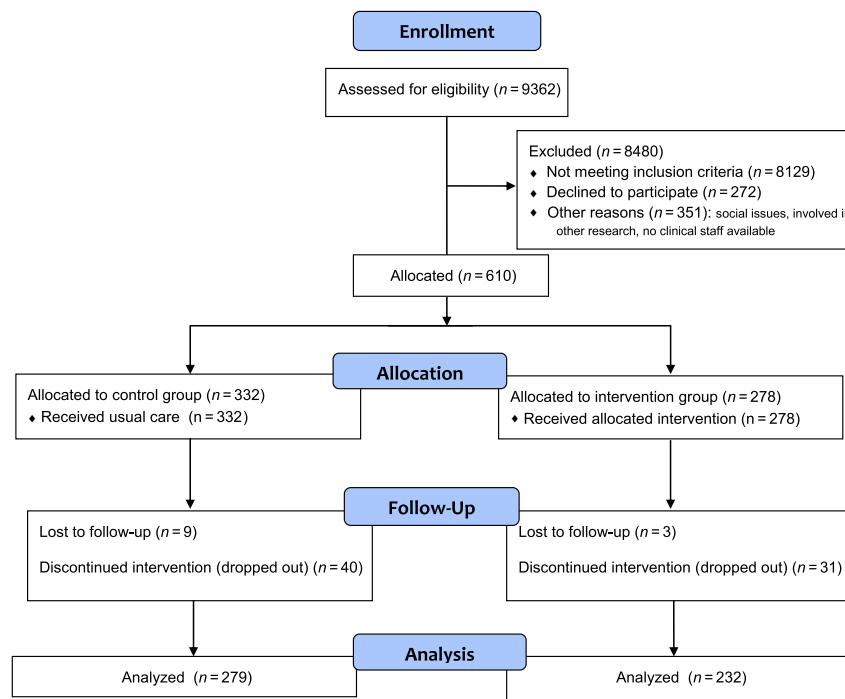 Enrollment
Assessed for eligibility (n = 9362)
Excluded (n = 8480)
♦ Not meeting inclusion criteria (n = 8129)
♦ Declined to participate (n = 272)
♦ Other reasons (n = 351): social issues, involved i
other research, no clinical staff available
Allocated (n = 610)
Allocation
Allocated to control group (n = 332)
♦ Received usual care (n = 332)
Allocated to intervention group (n = 278)
♦ Received allocated intervention (n = 278)
Follow-Up
Lost to follow-up (n = 9)
Discontinued intervention (dropped out) (n = 40)
Lost to follow-up (n = 3)
Discontinued intervention (dropped out) (n = 31)
Analysis
Analyzed (n = 279)
Analyzed (n = 232)